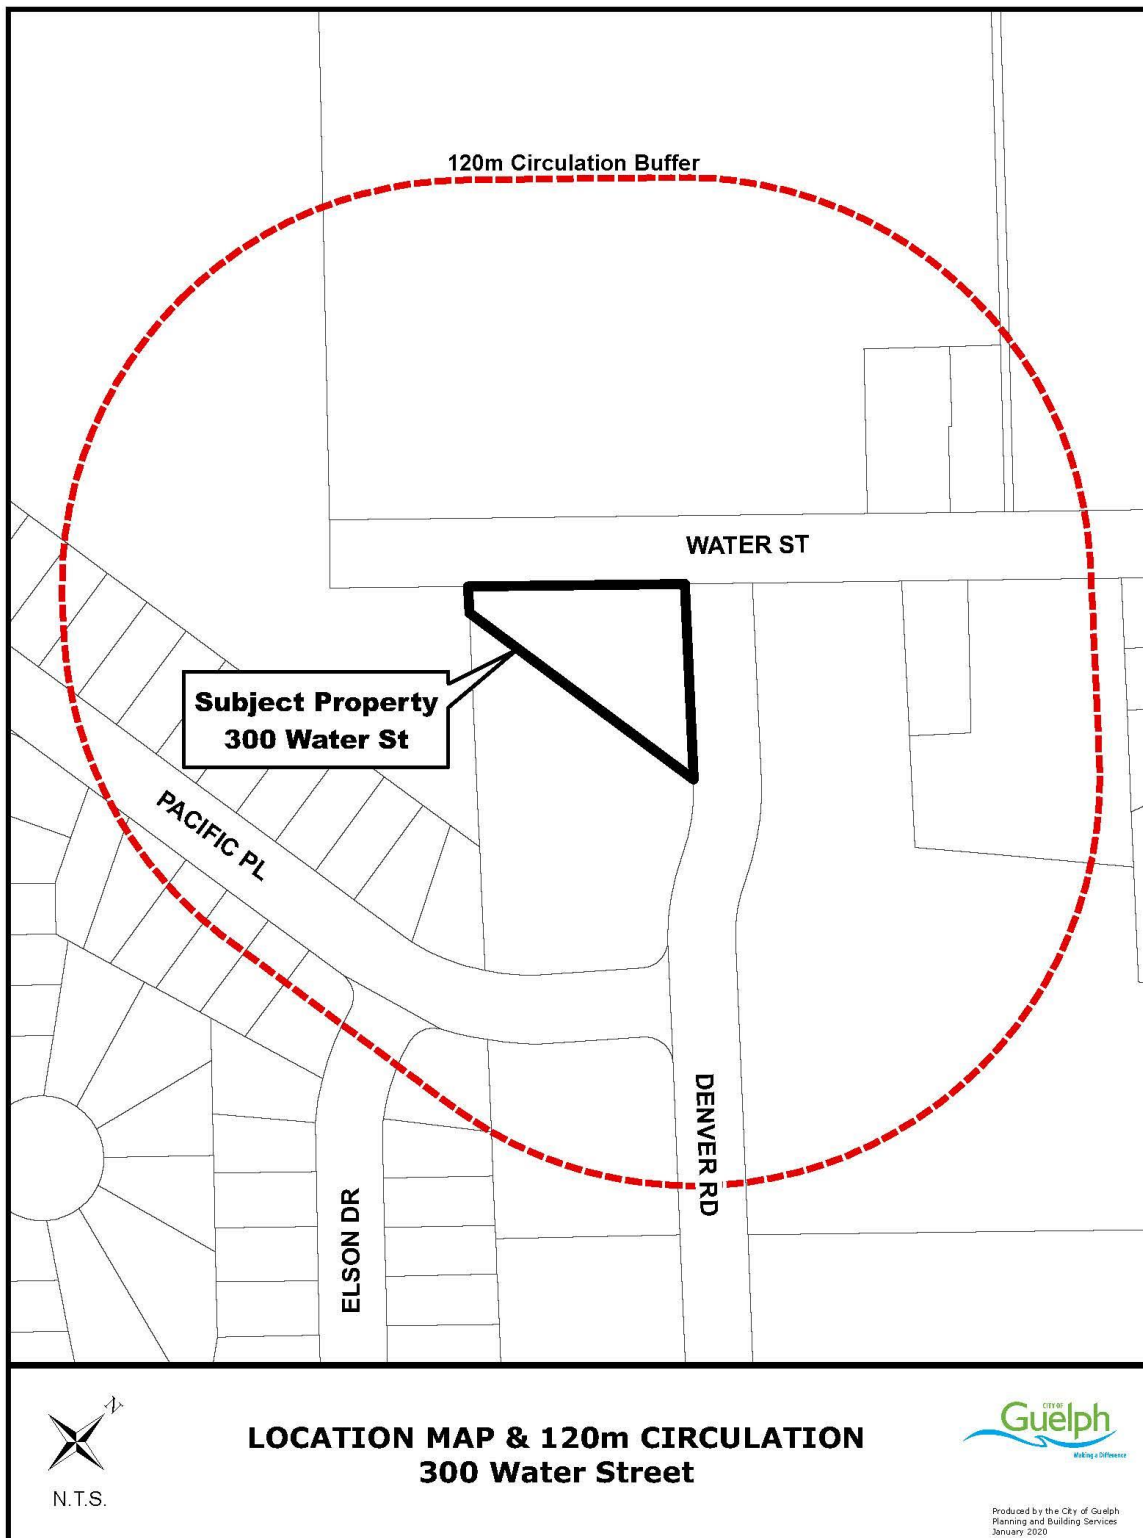 120m Circulation Buffer
WATER ST
Subject Property
300 Water St
PACIFIC PL
DENVER RD
ELSON DR
N
N.T.S.
LOCATION MAP & 120m CIRCULATION
300 Water Street
CITY OF
Guelph
Making a Difference
Produced by the City of Guelph
Planning and Building Services
January 2020